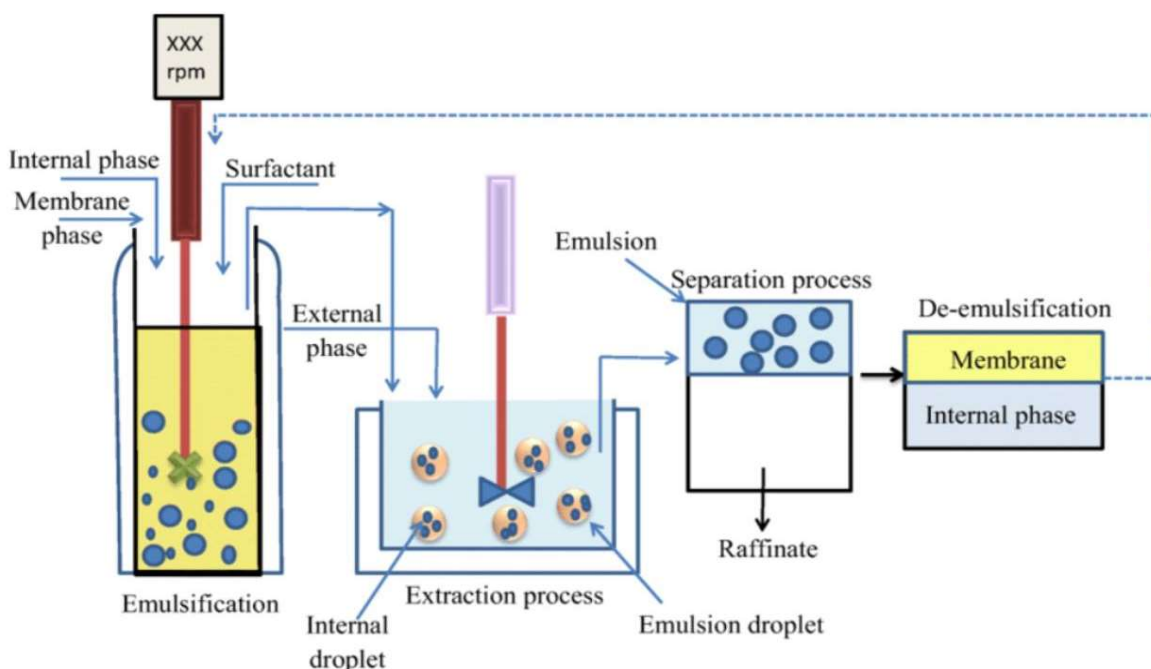 XXX
rpm
Internal phase
Surfactant
Membrane
phase
External
phase
Emulsion
Separation process
De-emulsification
Membrane
Internal phase
Raffinate
Emulsification
Extraction process
Internal
droplet
Emulsion droplet